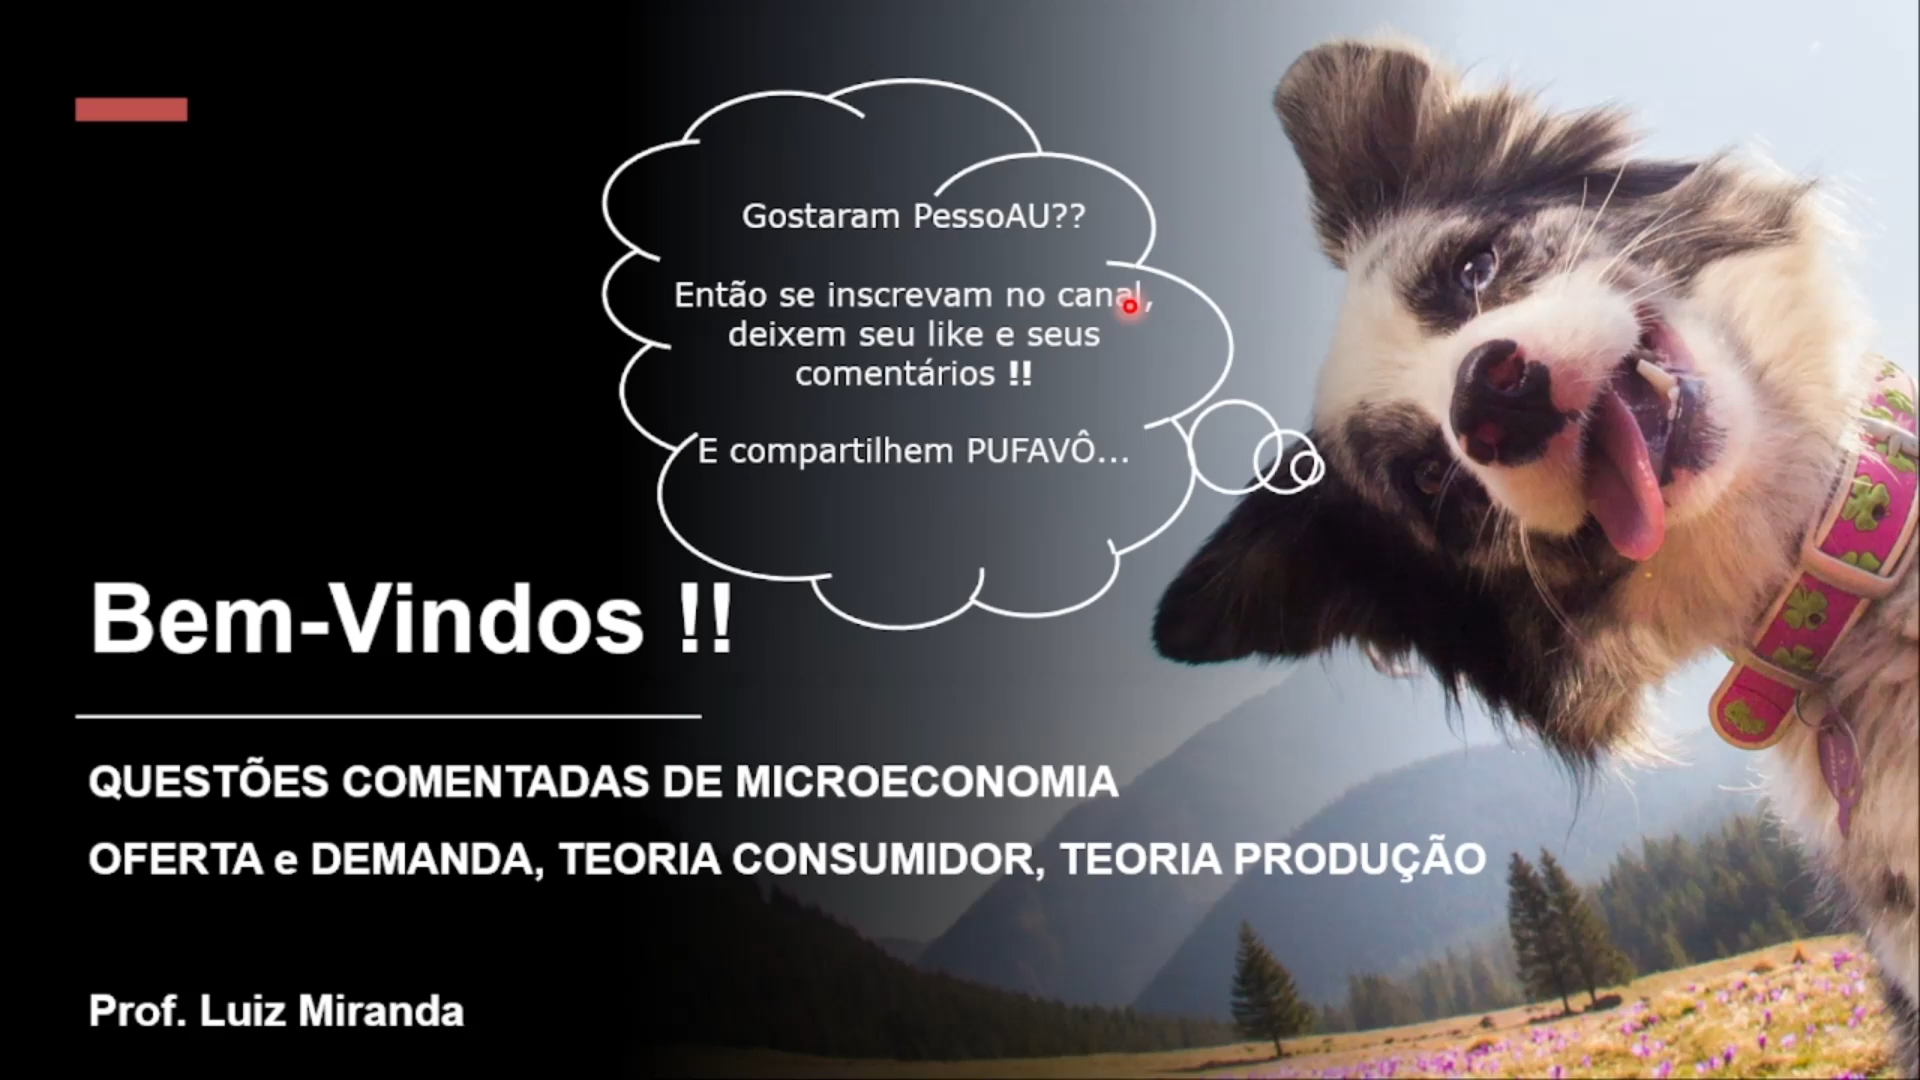 Gostaram PessoAU??
Então se inscrevam no canal,
deixem seu like e seus
comentários !!
E compartilhem PUFAVÔ...
Bem-Vindos !!
QUESTÕES COMENTADAS DE MICROECONOMIA
OFERTA e DEMANDA, TEORIA CONSUMIDOR, TEORIA PRODUÇÃO
Prof. Luiz Miranda